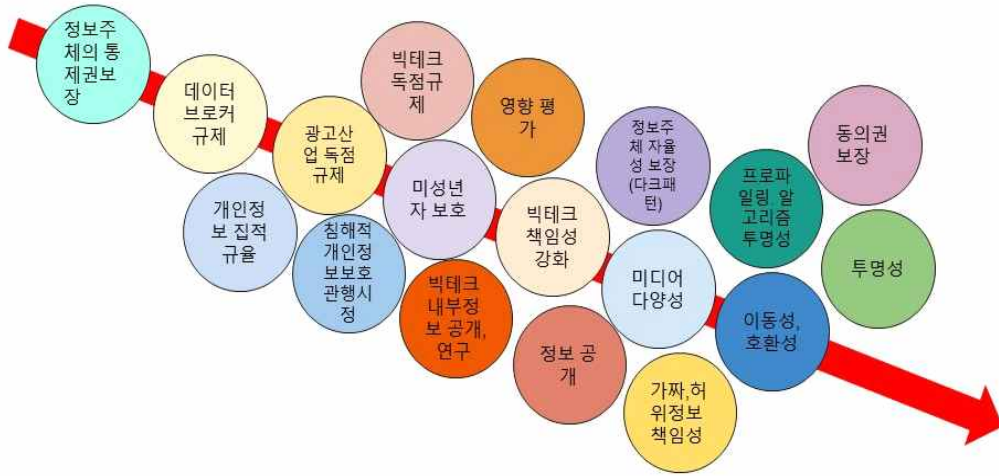 정보주
체의 통
제권보
장
데이터
브로커
규제
개인정
보 집적
규율
광고산
업 독점
규제
침해적
개인정
보보호
관행시
정
빅테크
독점규
제
미성년
자 보호
빅테크
내부정
보 공개,
연구
영향 평
가
빅테크
책임성
강화
정보 공
개
정보주
체 자율
성 보장
(다크패
턴)
미디어
다양성
가짜,허
위정보
책임성
프로파
일링. 알
고리즘
투명성
이동성,
호환성
동의권
보장
투명성